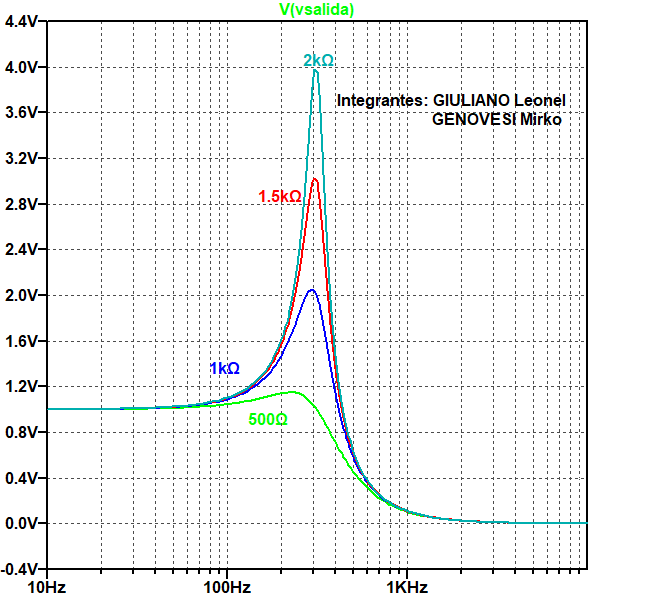 V(vsalida)
4.4V
4.0V
3.6V
3.2V
2.8V
2.4V
2.0V
1.6V
1.2V
0.8V
0.4V
0.0V
-0.4V
2kΩ
Integrantes: GIULIANO Leonel
GENOVESI Mirko
1.5kΩ
1kΩ
500Ω
10Hz 100Hz 1KHz